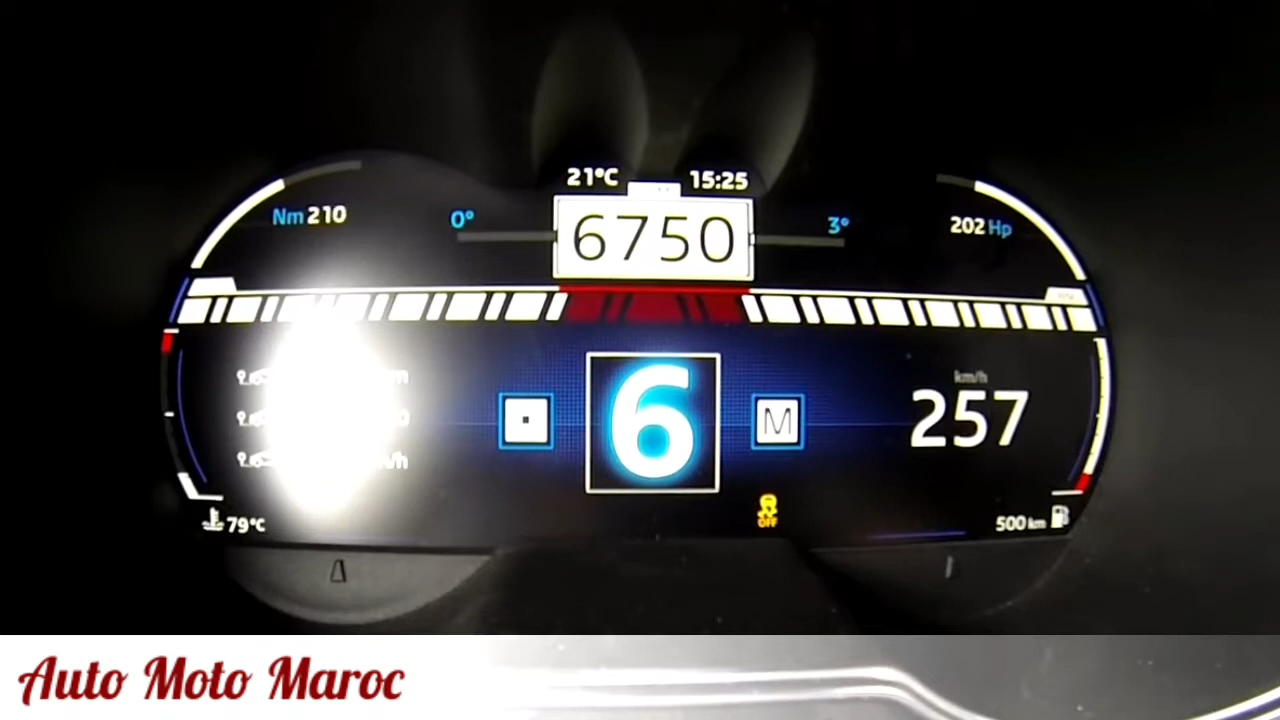 21°C 15:25
Nm 210
0°
6750
3°
202 Hp
6
M
km/h
257
79°C
OFF
500 km
Auto Moto Maroc